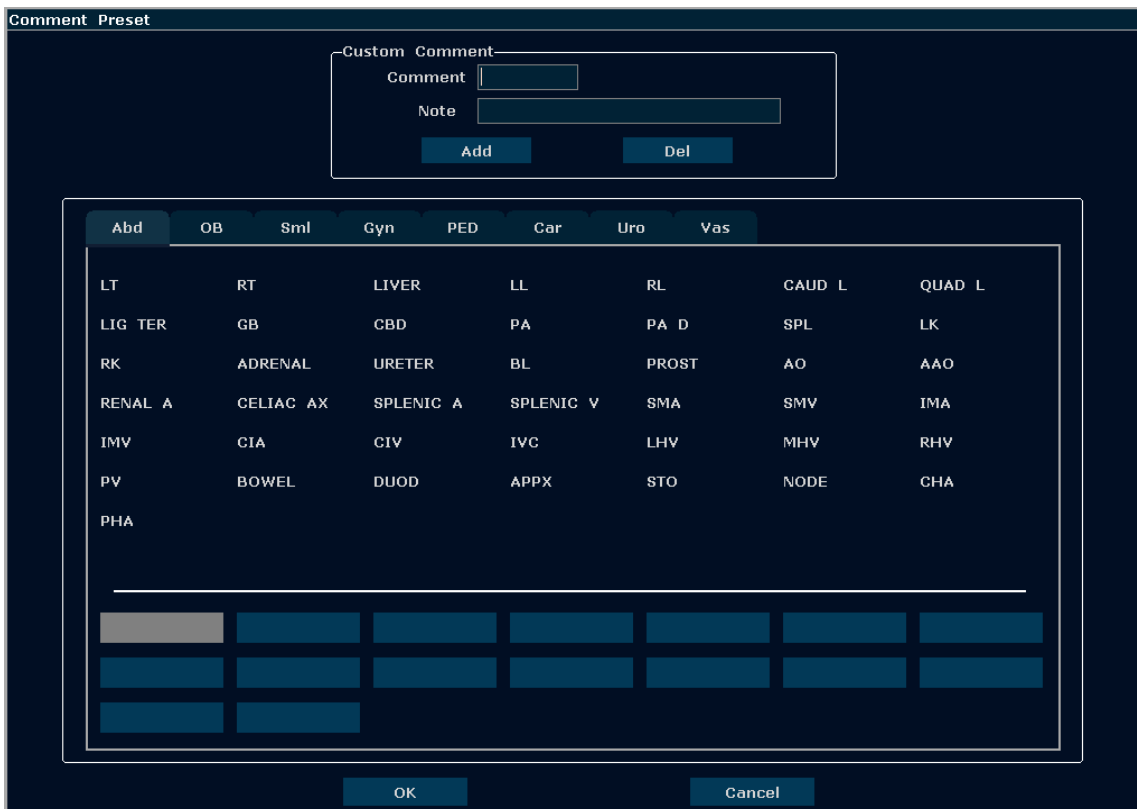 Comment Preset
Custom Comment
Comment
Note
Add Del
Abd OB Sml Gyn PED Car Uro Vas
LT RT LIVER LL RL CAUD L QUAD L
LIG TER GB CBD PA PA D SPL LK
RK ADRENAL URETER BL PROST AO AAO
RENAL A CELIAC AX SPLENIC A SPLENIC V SMA SMV IMA
IMV CIA CIV IVC LHV MHV RHV
PV BOWEL DUOD APPX STO NODE CHA
PHA
OK Cancel